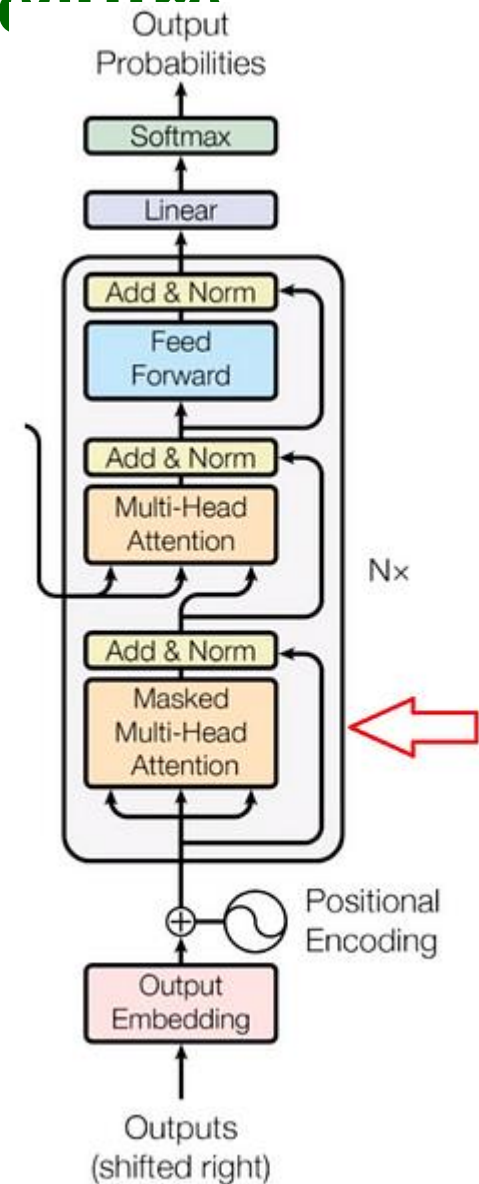 Output
Probabilities
Softmax
Linear
Add & Norm
Feed
Forward
Add & Norm
Multi-Head
Attention
N×
Add & Norm
Masked
Multi-Head
Attention
Positional
Encoding
Output
Embedding
Outputs
(shifted right)